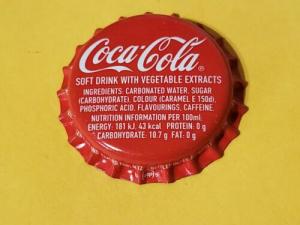 Coca-Cola®
SOFT DRINK WITH VEGETABLE EXTRACTS
INGREDIENTS: CARBONATED WATER, SUGAR
(CARBOHYDRATE), COLOUR (CARAMEL E 150d),
PHOSPHORIC ACID, FLAVOURINGS, CAFFEINE.
NUTRITION INFORMATION PER 100ml:
ENERGY: 181 kJ, 43 kcal PROTEIN: 0 g
CARBOHYDRATE: 10.7 g FAT: 0 g